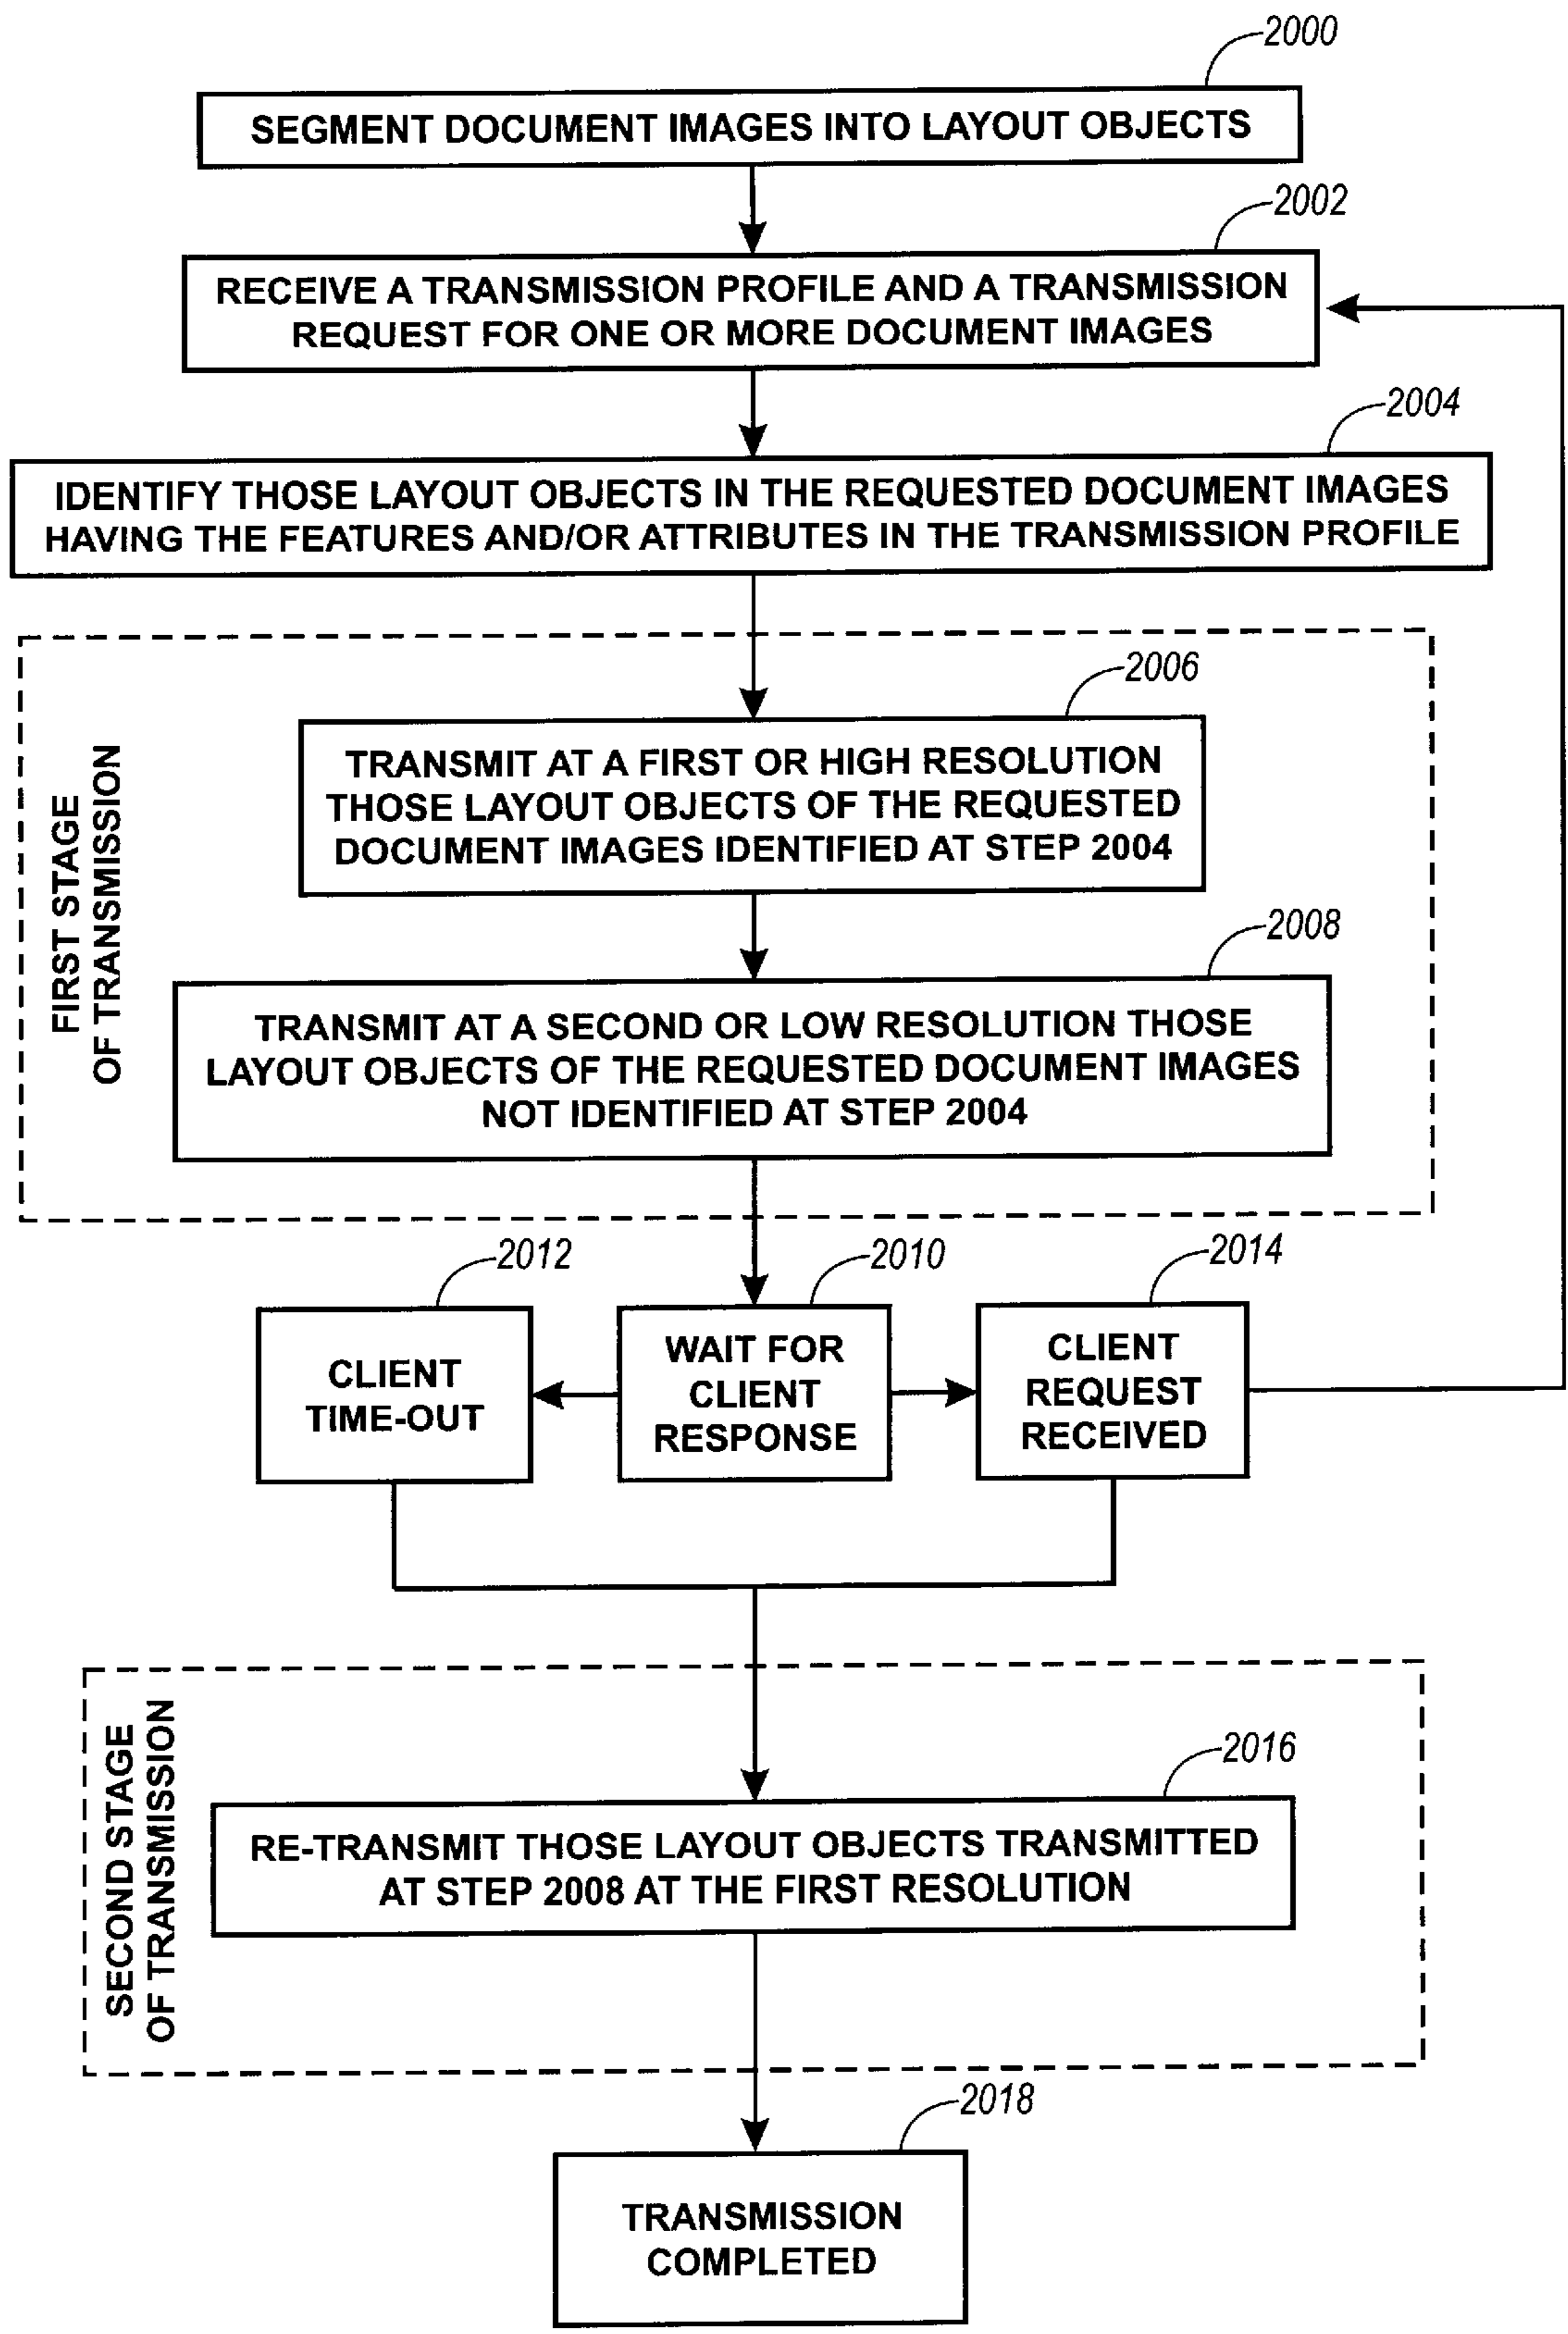 2000
SEGMENT DOCUMENT IMAGES INTO LAYOUT OBJECTS
2002
RECEIVE A TRANSMISSION PROFILE AND A TRANSMISSION
REQUEST FOR ONE OR MORE DOCUMENT IMAGES
2004
IDENTIFY THOSE LAYOUT OBJECTS IN THE REQUESTED DOCUMENT IMAGES
HAVING THE FEATURES AND/OR ATTRIBUTES IN THE TRANSMISSION PROFILE
FIRST STAGE
OF TRANSMISSION
2006
TRANSMIT AT A FIRST OR HIGH RESOLUTION
THOSE LAYOUT OBJECTS OF THE REQUESTED
DOCUMENT IMAGES IDENTIFIED AT STEP 2004
2008
TRANSMIT AT A SECOND OR LOW RESOLUTION THOSE
LAYOUT OBJECTS OF THE REQUESTED DOCUMENT IMAGES
NOT IDENTIFIED AT STEP 2004
2012
CLIENT
TIME-OUT
2010
WAIT FOR
CLIENT
RESPONSE
2014
CLIENT
REQUEST
RECEIVED
SECOND STAGE
OF TRANSMISSION
2016
RE-TRANSMIT THOSE LAYOUT OBJECTS TRANSMITTED
AT STEP 2008 AT THE FIRST RESOLUTION
2018
TRANSMISSION
COMPLETED